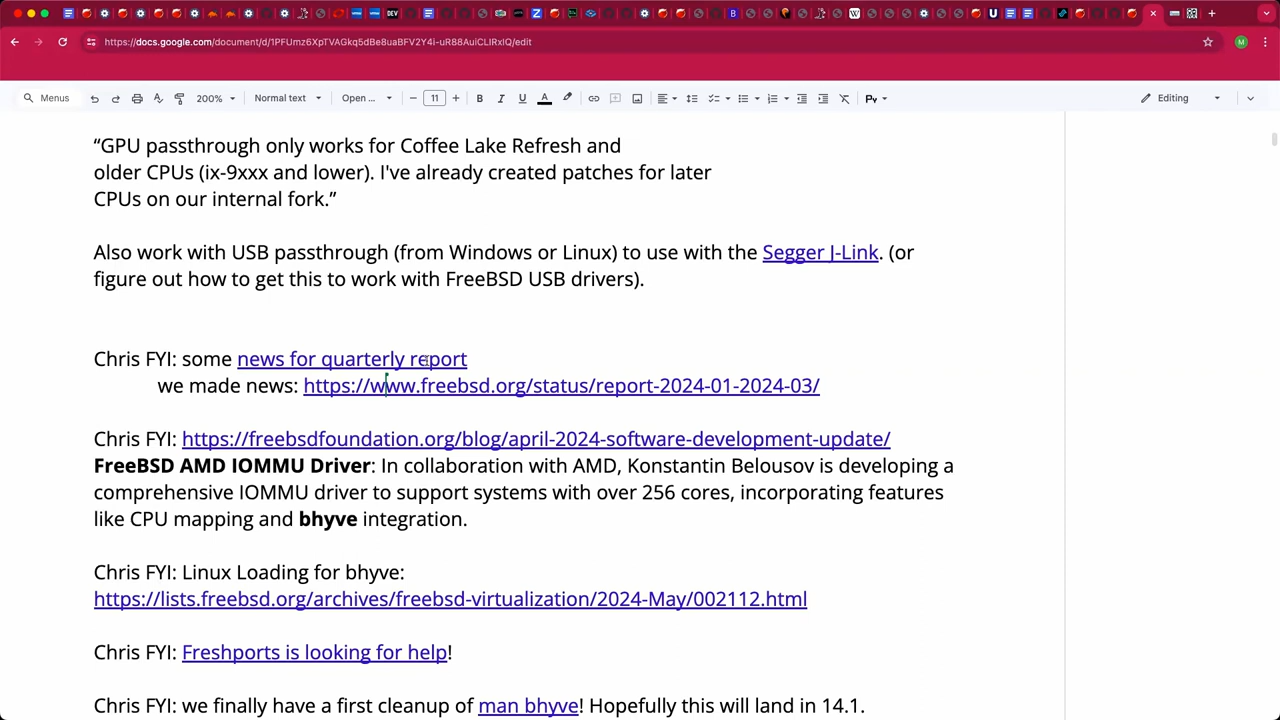 DEV
https://docs.google.com/document/d/1PFUmz6XpTVAGkq5dBe8uaBFV2Y4i-uR88AuiCLIRxIQ/edit
M
Menus 200% Normal text Open ... 11 B I U A Editing
“GPU passthrough only works for Coffee Lake Refresh and
older CPUs (ix-9xxx and lower). I've already created patches for later
CPUs on our internal fork.”
Also work with USB passthrough (from Windows or Linux) to use with the Segger J-Link. (or
figure out how to get this to work with FreeBSD USB drivers).
Chris FYI: some news for quarterly report
we made news: https://www.freebsd.org/status/report-2024-01-2024-03/
Chris FYI: https://freebsdfoundation.org/blog/april-2024-software-development-update/
FreeBSD AMD IOMMU Driver: In collaboration with AMD, Konstantin Belousov is developing a
comprehensive IOMMU driver to support systems with over 256 cores, incorporating features
like CPU mapping and bhyve integration.
Chris FYI: Linux Loading for bhyve:
https://lists.freebsd.org/archives/freebsd-virtualization/2024-May/002112.html
Chris FYI: Freshports is looking for help!
Chris FYI: we finally have a first cleanup of man bhyve! Hopefully this will land in 14.1.